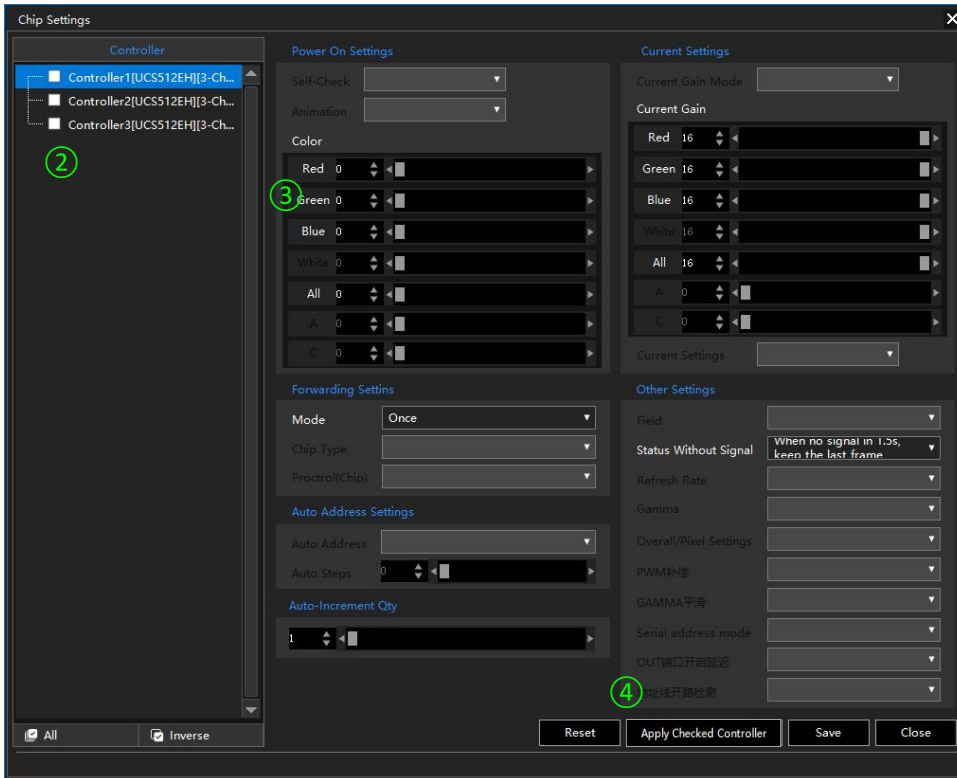 Chip Settings
Controller
Controller1[UCS512EH][3-Ch...
Controller2[UCS512EH][3-Ch...
Controller3[UCS512EH][3-Ch...
②
All
Inverse
Power On Settings
Self-Check
Animation
Color
Red 0
③
Green 0
Blue 0
White 0
All 0
A 0
C 0
Forwarding Settins
Mode Once
Chip Type
Proctrol(Chip)
Auto Address Settings
Auto Address
Auto Steps 0
Auto-Increment Qty
1
Current Settings
Current Gain Mode
Current Gain
Red 16
Green 16
Blue 16
White 16
All 16
A 0
C 0
Current Settings
Other Settings
Field
Status Without Signal When no signal in 1.5s,
keep the last frame
Refresh Rate
Gamma
Overall/Pixel Settings
PWM补偿
GAMMA平滑
Serial address mode
OUT端口开启延迟
④
地址线开路检测
Reset
Apply Checked Controller
Save
Close